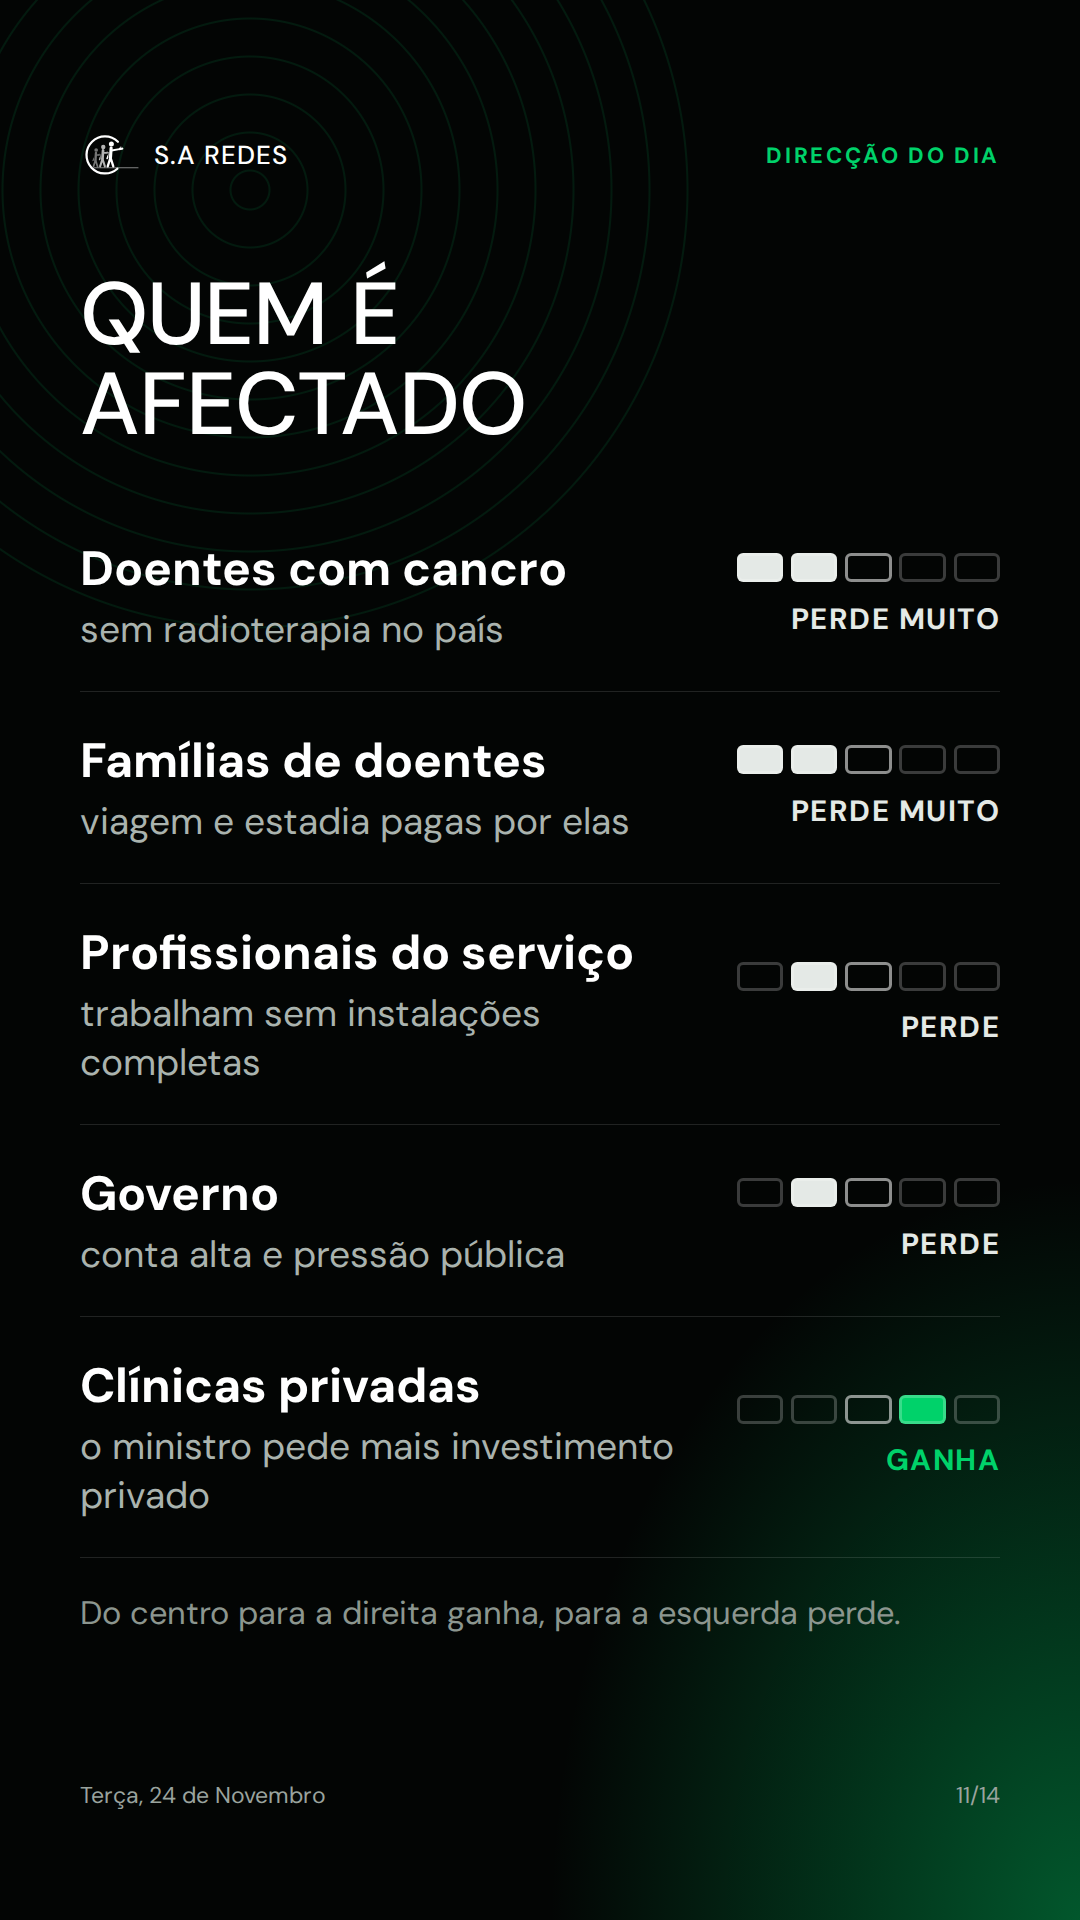 S.A REDES
DIRECÇÃO DO DIA
QUEM É
AFECTADO
Doentes com cancro
sem radioterapia no país
PERDE MUITO
Famílias de doentes
viagem e estadia pagas por elas
PERDE MUITO
Profissionais do serviço
trabalham sem instalações
completas
PERDE
Governo
conta alta e pressão pública
PERDE
Clínicas privadas
o ministro pede mais investimento
privado
GANHA
Do centro para a direita ganha, para a esquerda perde.
Terça, 24 de Novembro
11/14